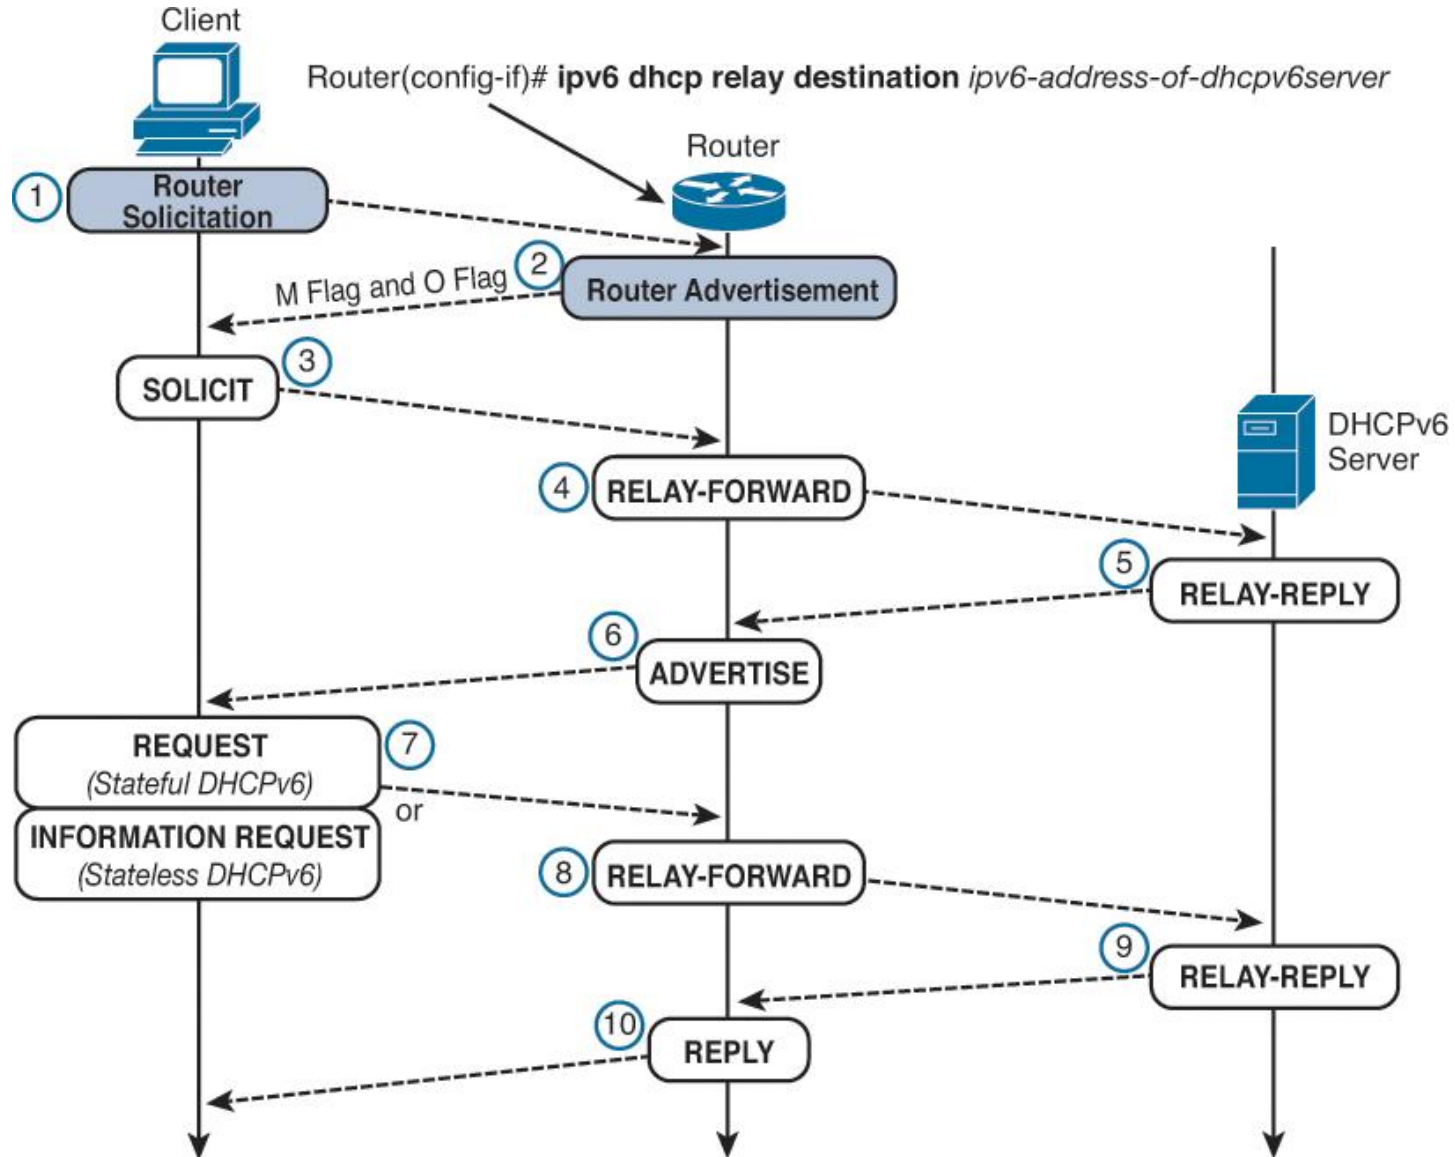 Client
Router(config-if)# ipv6 dhcp relay destination ipv6-address-of-dhcpv6server
Router
1
Router
Solicitation
2
M Flag and O Flag
Router Advertisement
3
SOLICIT
DHCPv6
Server
4
RELAY-FORWARD
5
RELAY-REPLY
6
ADVERTISE
7
REQUEST
(Stateful DHCPv6)
or
INFORMATION REQUEST
(Stateless DHCPv6)
8
RELAY-FORWARD
9
RELAY-REPLY
10
REPLY